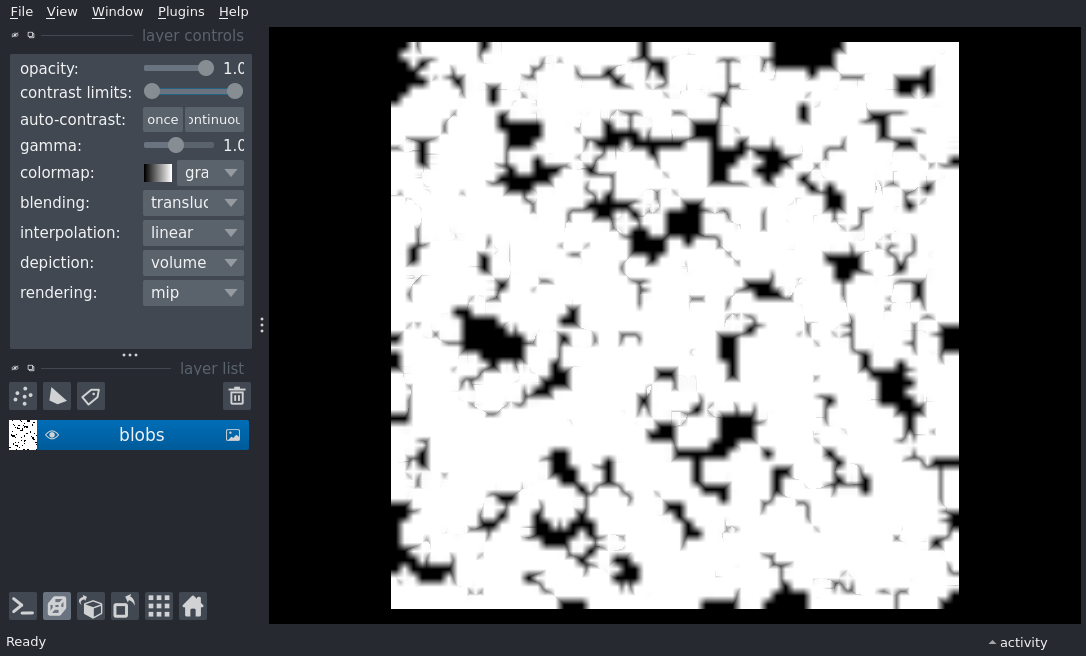 File View Window Plugins Help
layer controls
opacity: 1.0
contrast limits:
auto-contrast: once ontinuou
gamma: 1.0
colormap: gra
blending: transluc
interpolation: linear
depiction: volume
rendering: mip
layer list
blobs
Ready
activity